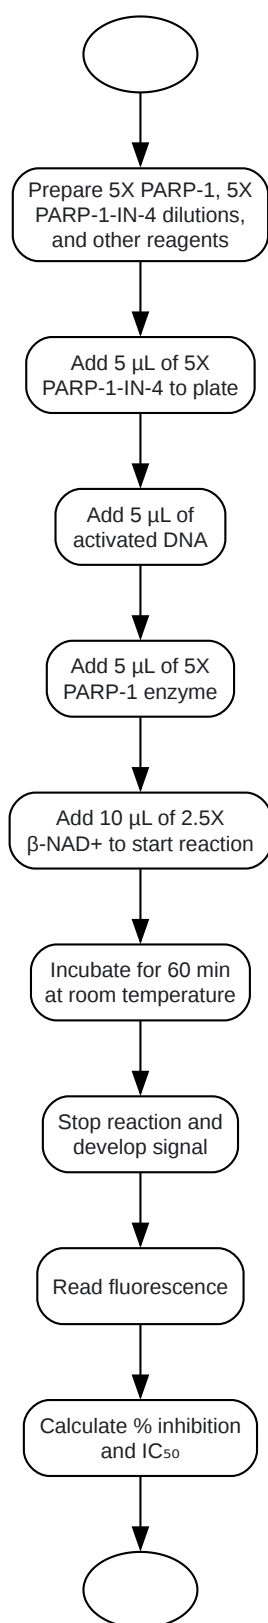 Prepare 5X PARP-1, 5X
PARP-1-IN-4 dilutions,
and other reagents
Add 5 µL of 5X
PARP-1-IN-4 to plate
Add 5 µL of
activated DNA
Add 5 µL of 5X
PARP-1 enzyme
Add 10 µL of 2.5X
β-NAD+ to start reaction
Incubate for 60 min
at room temperature
Stop reaction and
develop signal
Read fluorescence
Calculate % inhibition
and IC₅₀